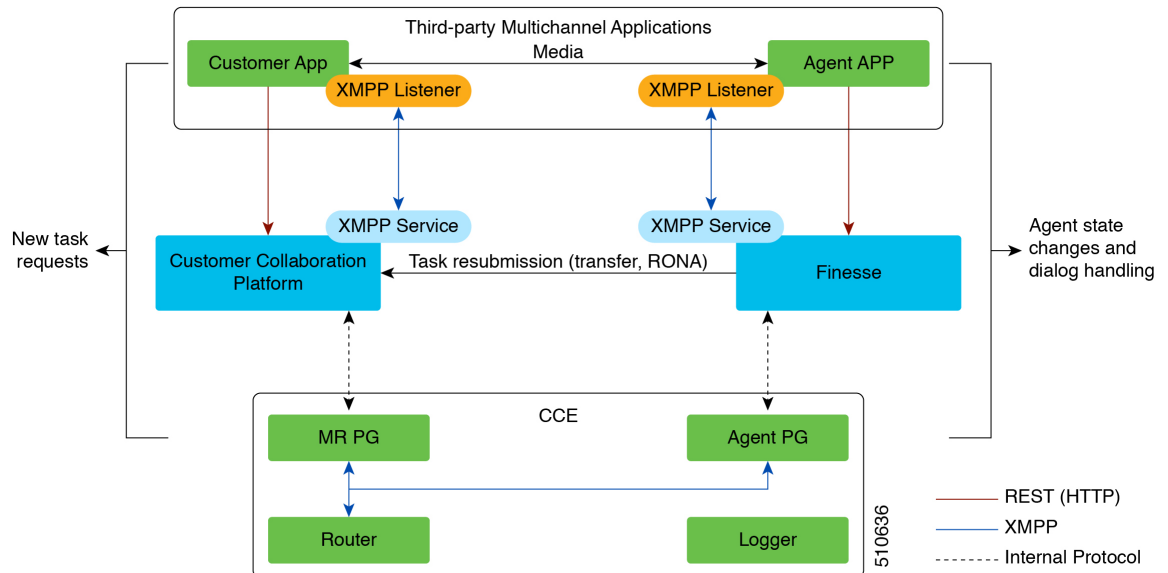 Third-party Multichannel Applications
Media
Customer App
Agent APP
XMPP Listener
XMPP Listener
XMPP Service
XMPP Service
New task
requests
Customer Collaboration
Platform
Task resubmission (transfer, RONA)
Finesse
Agent state
changes and
dialog handling
CCE
MR PG
Agent PG
Router
Logger
510636
REST (HTTP)
XMPP
Internal Protocol